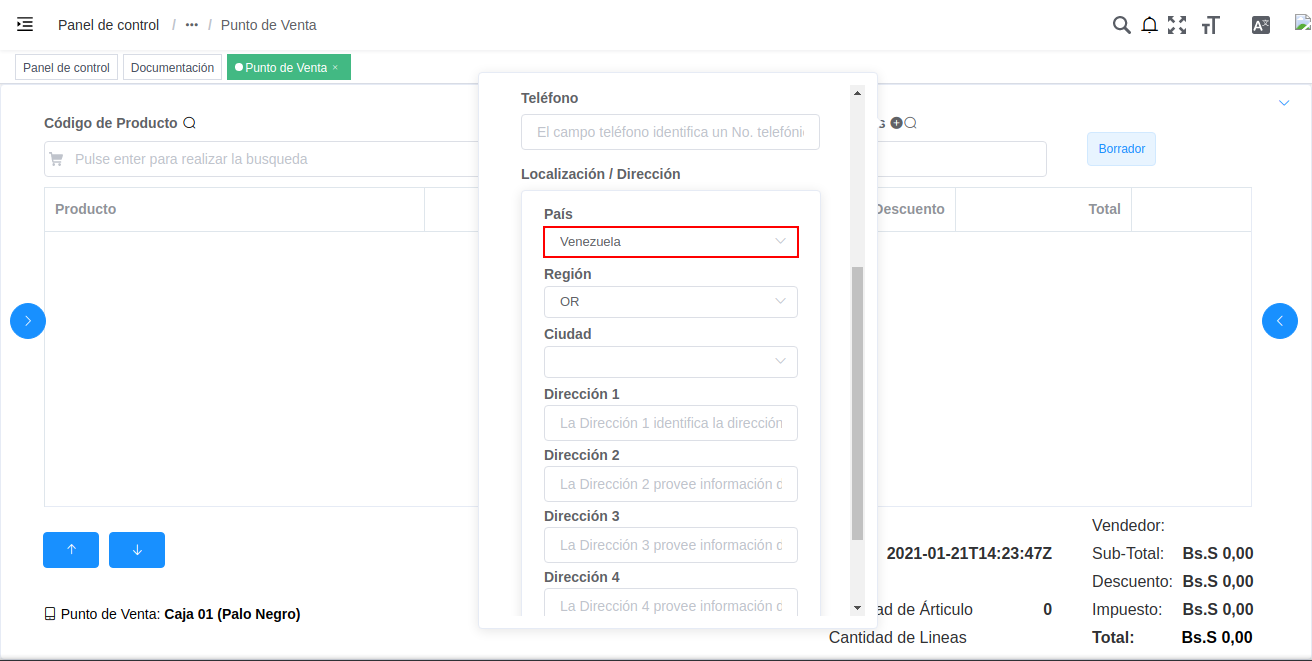 Panel de control / ••• / Punto de Venta
Panel de control
Documentación
Punto de Venta ×
Código de Producto
Pulse enter para realizar la busqueda
Borrador
Producto
Descuento
Total
Teléfono
El campo teléfono identifica un No. telefóni
Localización / Dirección
País
Venezuela
Región
OR
Ciudad
Dirección 1
La Dirección 1 identifica la dirección
Dirección 2
La Dirección 2 provee información d
Dirección 3
La Dirección 3 provee información d
Dirección 4
La Dirección 4 provee información d
Punto de Venta: Caja 01 (Palo Negro)
2021-01-21T14:23:47Z
ad de Árticulo 0
Cantidad de Lineas
Vendedor:
Sub-Total: Bs.S 0,00
Descuento: Bs.S 0,00
Impuesto: Bs.S 0,00
Total: Bs.S 0,00